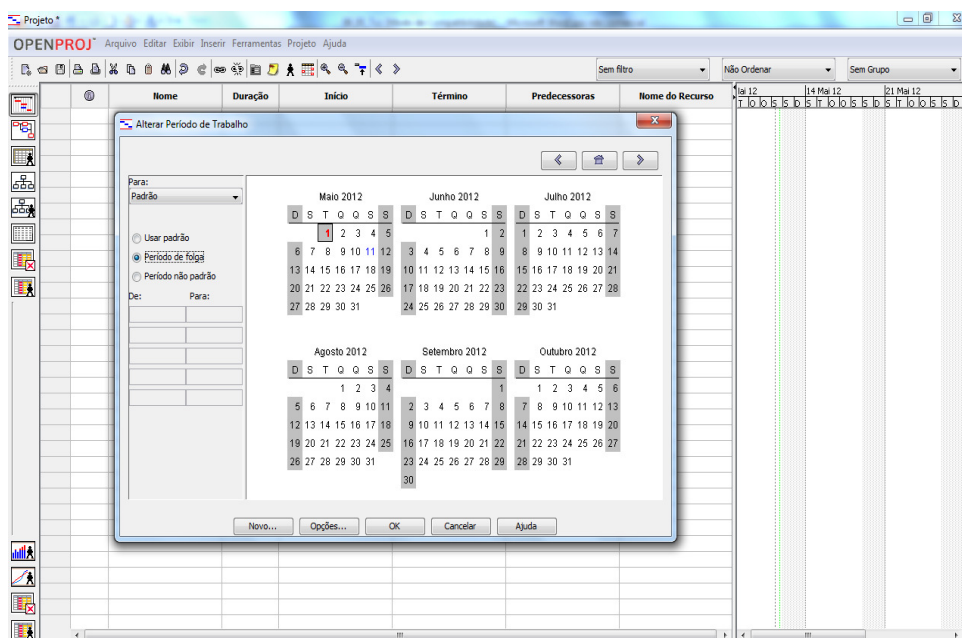 Projeto *
OPENPROJ Arquivo Editar Exibir Inserir Ferramentas Projeto Ajuda
Sem filtro Não Ordenar Sem Grupo
Nome Duração Início Término Predecessoras Nome do Recurso
lai 12 14 Mai 12 21 Mai 12
T Q Q S S D S T Q Q S S D S T Q Q S S D
Alterar Período de Trabalho
Para:
Padrão
Usar padrão
Período de folga
Período não padrão
De: Para:
Maio 2012 Junho 2012 Julho 2012
D S T Q Q S S D S T Q Q S S D S T Q Q S S
1 2 3 4 5 1 2 1 2 3 4 5 6 7
6 7 8 9 10 11 12 3 4 5 6 7 8 9 8 9 10 11 12 13 14
13 14 15 16 17 18 19 10 11 12 13 14 15 16 15 16 17 18 19 20 21
20 21 22 23 24 25 26 17 18 19 20 21 22 23 22 23 24 25 26 27 28
27 28 29 30 31 24 25 26 27 28 29 30 29 30 31
Agosto 2012 Setembro 2012 Outubro 2012
D S T Q Q S S D S T Q Q S S D S T Q Q S S
1 2 3 4 1 1 2 3 4 5 6
5 6 7 8 9 10 11 2 3 4 5 6 7 8 7 8 9 10 11 12 13
12 13 14 15 16 17 18 9 10 11 12 13 14 15 14 15 16 17 18 19 20
19 20 21 22 23 24 25 16 17 18 19 20 21 22 21 22 23 24 25 26 27
26 27 28 29 30 31 23 24 25 26 27 28 29 28 29 30 31
30
Novo... Opções... OK Cancelar Ajuda